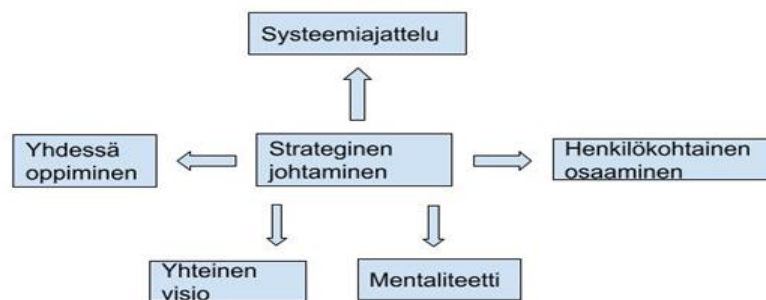 Systeemiajattelu
Yhdessä
oppiminen
Strateginen
johtaminen
Henkilökohtainen
osaaminen
Yhteinen
visio
Mentaliteetti